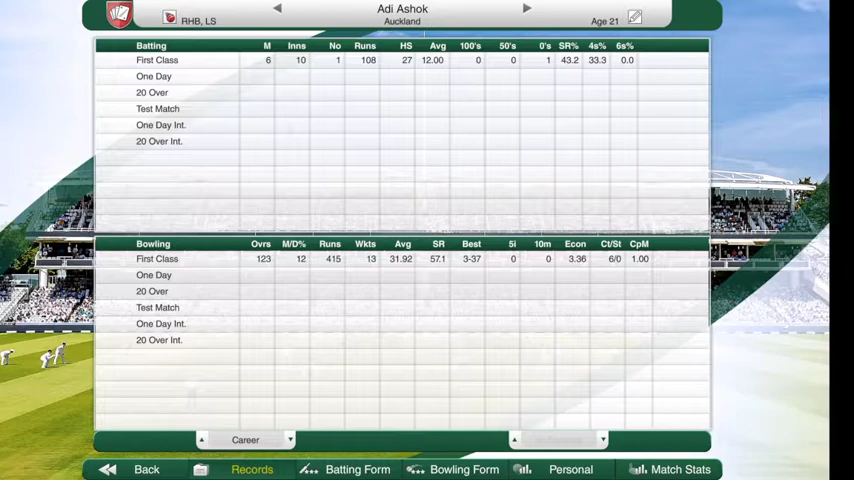 Adi Ashok
RHB, LS Auckland Age 21
Batting M Inns No Runs HS Avg 100's 50's 0's SR% 4s% 6s%
First Class 6 10 1 108 27 12.00 0 0 1 43.2 33.3 0.0
One Day
20 Over
Test Match
One Day Int.
20 Over Int.
Bowling Ovrs M/D% Runs Wkts Avg SR Best 5i 10m Econ Ct/St CpM
First Class 123 12 415 13 31.92 57.1 3-37 0 0 3.36 6/0 1.00
One Day
20 Over
Test Match
One Day Int.
20 Over Int.
Career
Back Records Batting Form Bowling Form Personal Match Stats